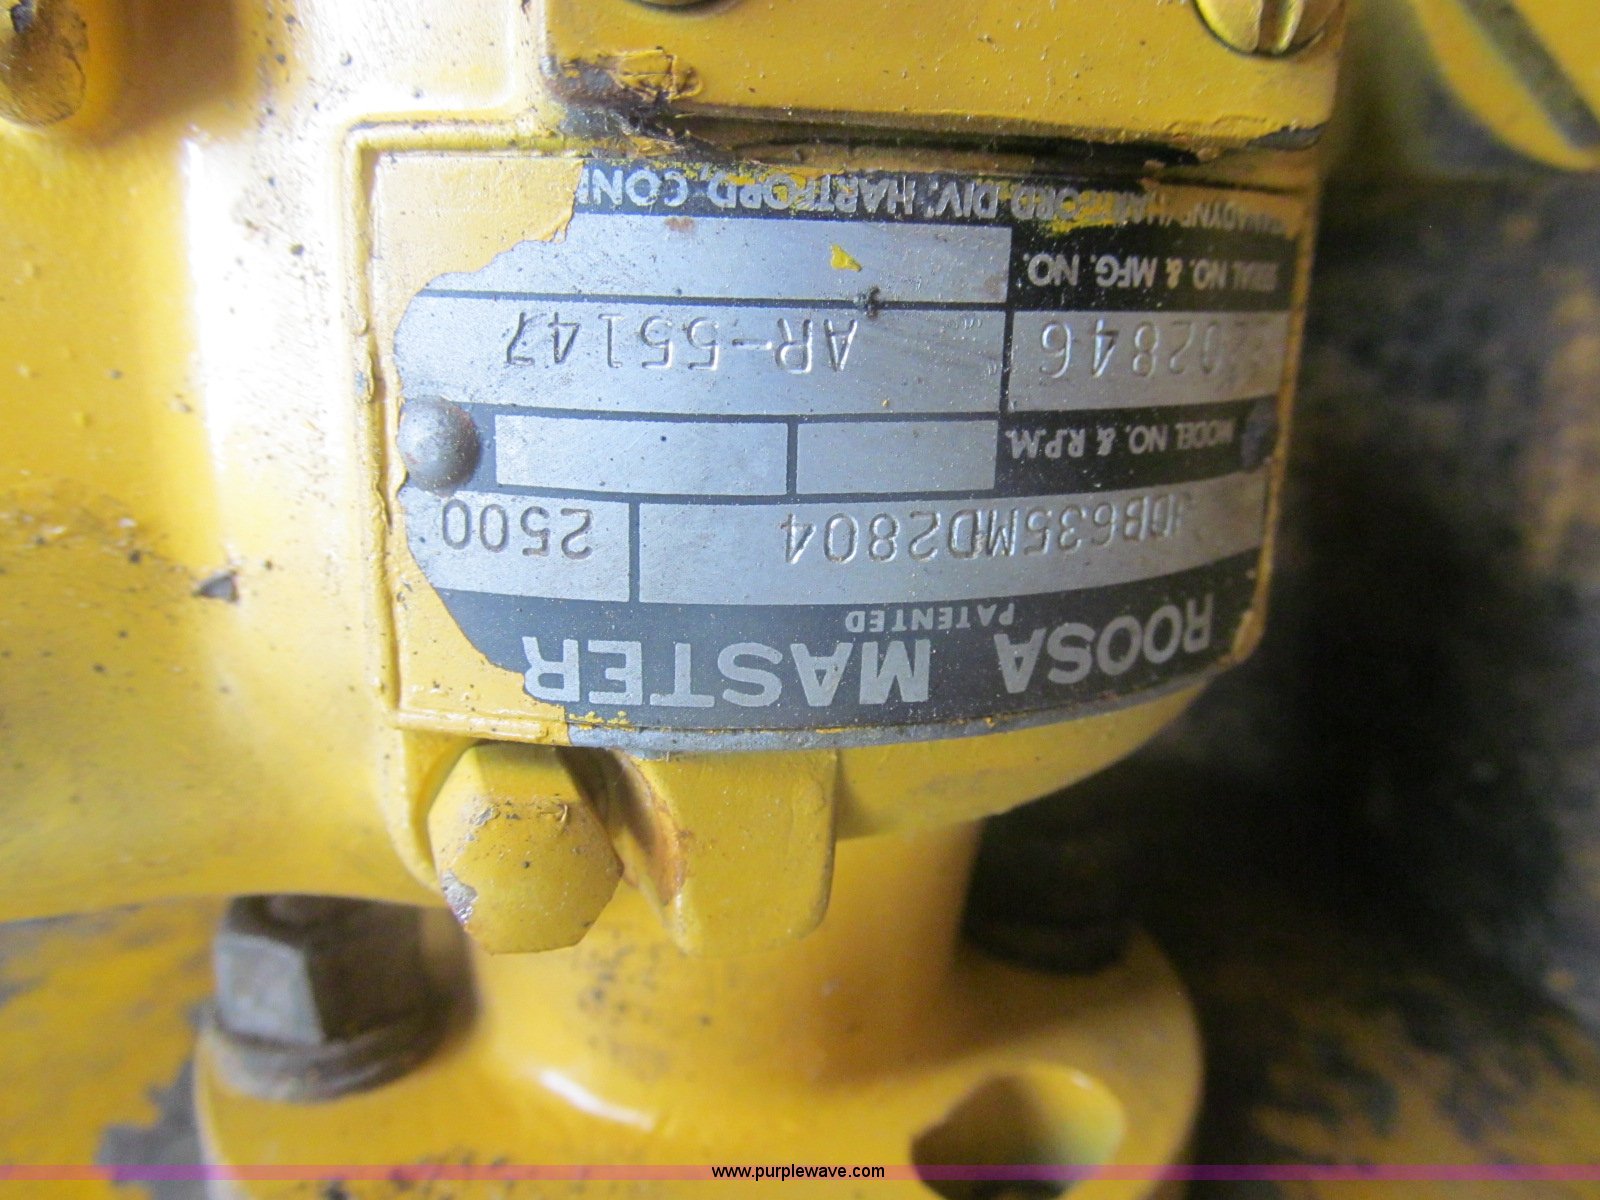 ROOSA MASTER
PATENTED
JDB635MD2804 2500
MODEL NO. & R.P.M.
02846 AR-55147
SERIAL NO. & MFG. NO.
HARTFORD DIV. HARTFORD, CONN
www.purplewave.com